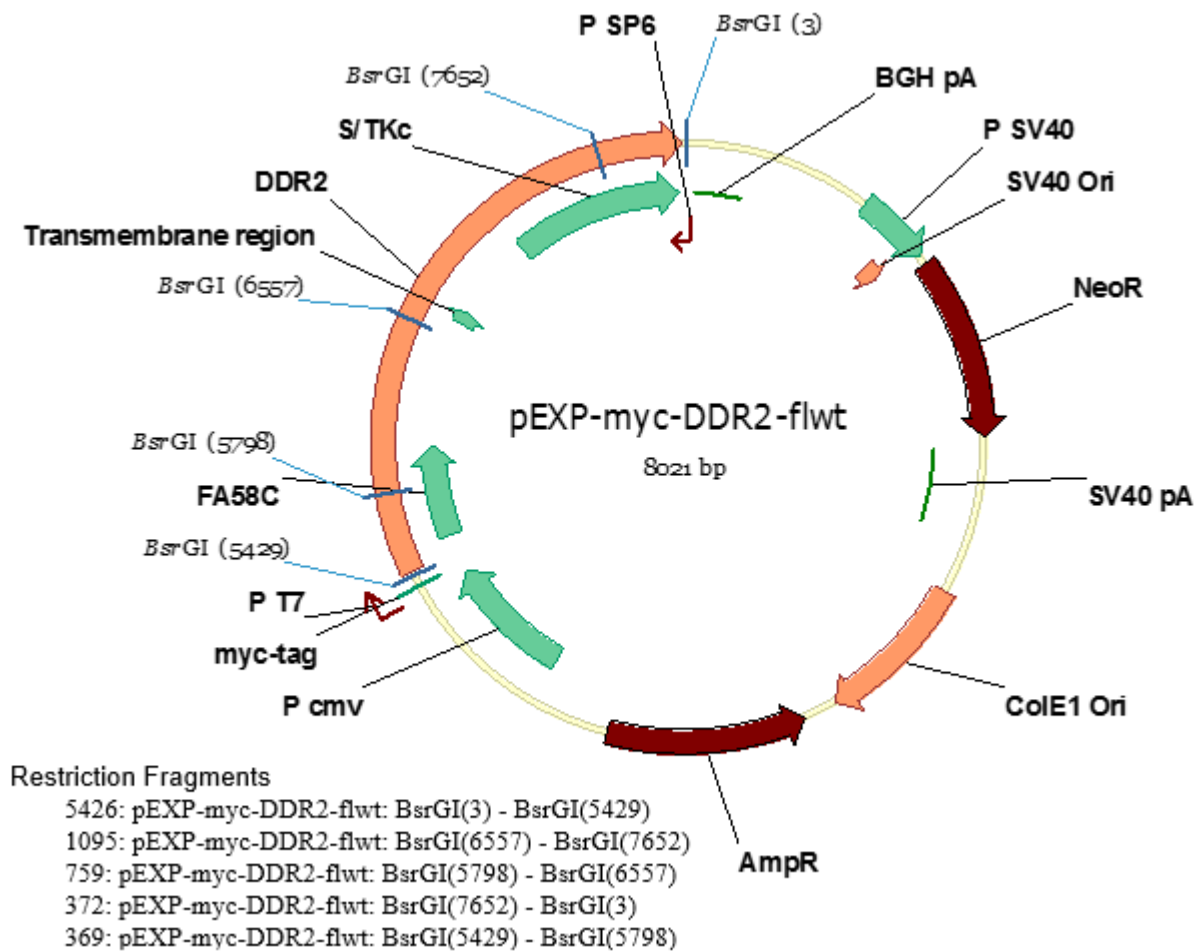 P SP6
BsrGI (3)
BsrGI (7652)
BGH pA
S/TKc
P SV40
DDR2
SV40 Ori
Transmembrane region
BsrGI (6557)
NeoR
pEXP-myc-DDR2-flwt
8021 bp
BsrGI (5798)
FA58C
SV40 pA
BsrGI (5429)
P T7
myc-tag
P cmv
ColE1 Ori
AmpR
Restriction Fragments
5426: pEXP-myc-DDR2-flwt: BsrGI(3) - BsrGI(5429)
1095: pEXP-myc-DDR2-flwt: BsrGI(6557) - BsrGI(7652)
759: pEXP-myc-DDR2-flwt: BsrGI(5798) - BsrGI(6557)
372: pEXP-myc-DDR2-flwt: BsrGI(7652) - BsrGI(3)
369: pEXP-myc-DDR2-flwt: BsrGI(5429) - BsrGI(5798)